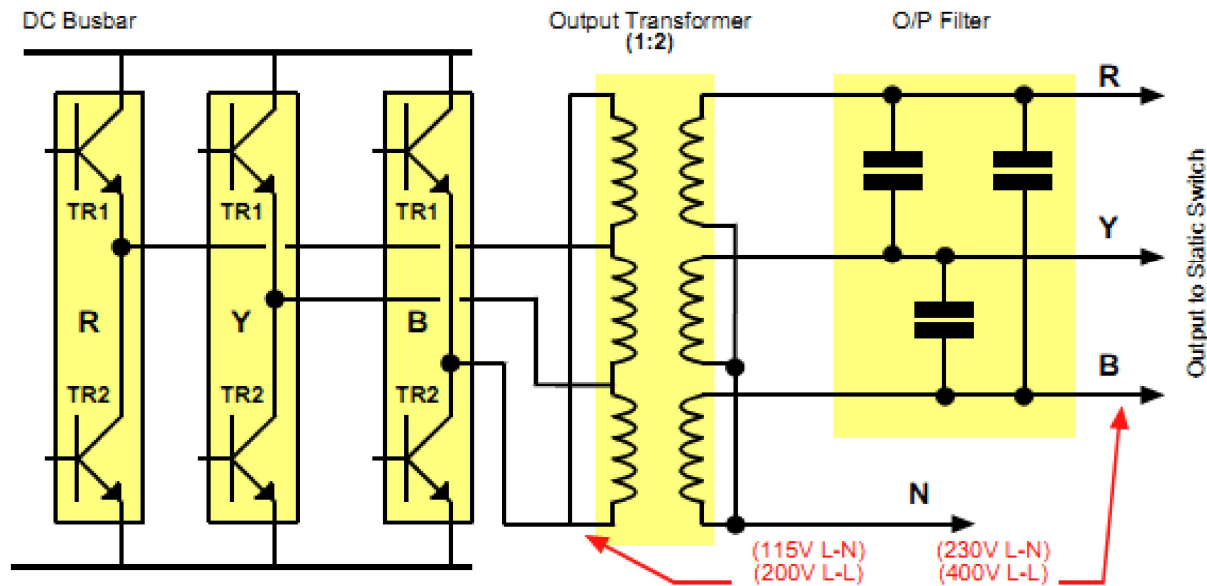 DC Busbar
Output Transformer
(1:2)
O/P Filter
R
TR1
TR1
TR1
Y
R
Y
B
B
TR2
TR2
TR2
N
(115V L-N)
(200V L-L)
(230V L-N)
(400V L-L)
Output to Static Switch